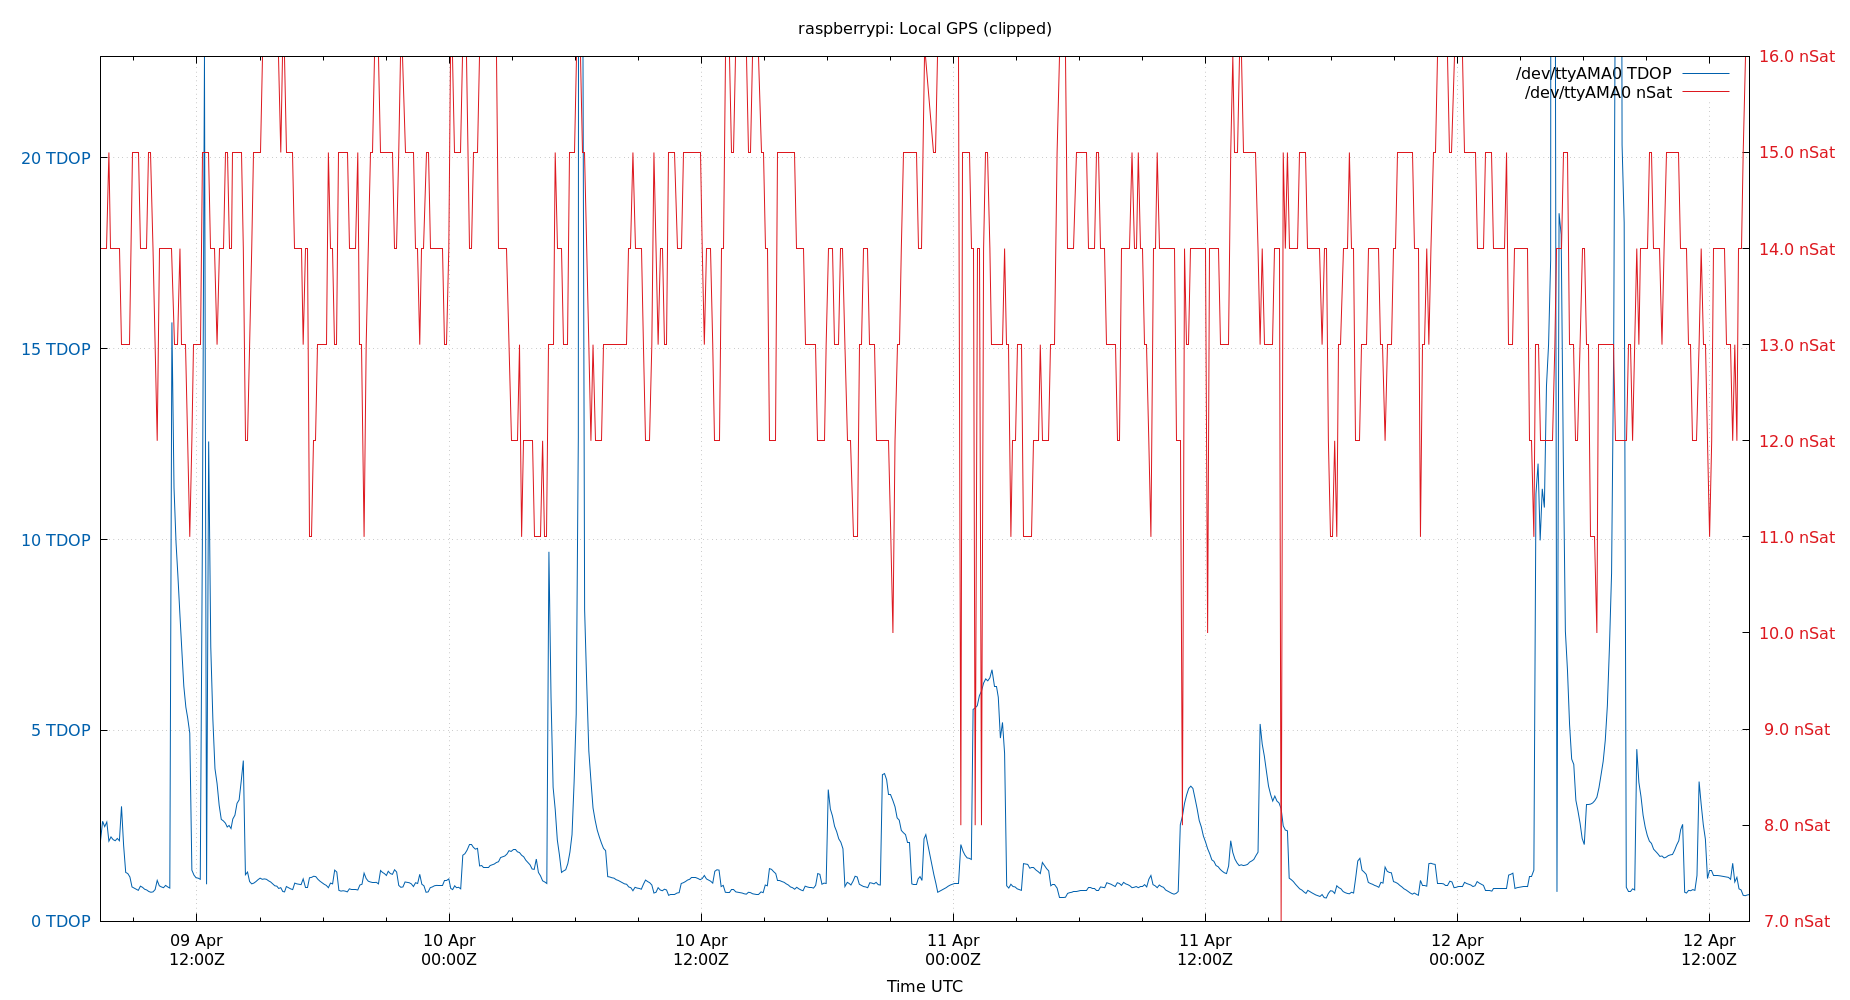 raspberrypi: Local GPS (clipped)
/dev/ttyAMA0 TDOP
/dev/ttyAMA0 nSat
20 TDOP
15 TDOP
10 TDOP
5 TDOP
0 TDOP
16.0 nSat
15.0 nSat
14.0 nSat
13.0 nSat
12.0 nSat
11.0 nSat
10.0 nSat
9.0 nSat
8.0 nSat
7.0 nSat
09 Apr
12:00Z
10 Apr
00:00Z
10 Apr
12:00Z
11 Apr
00:00Z
11 Apr
12:00Z
12 Apr
00:00Z
12 Apr
12:00Z
Time UTC